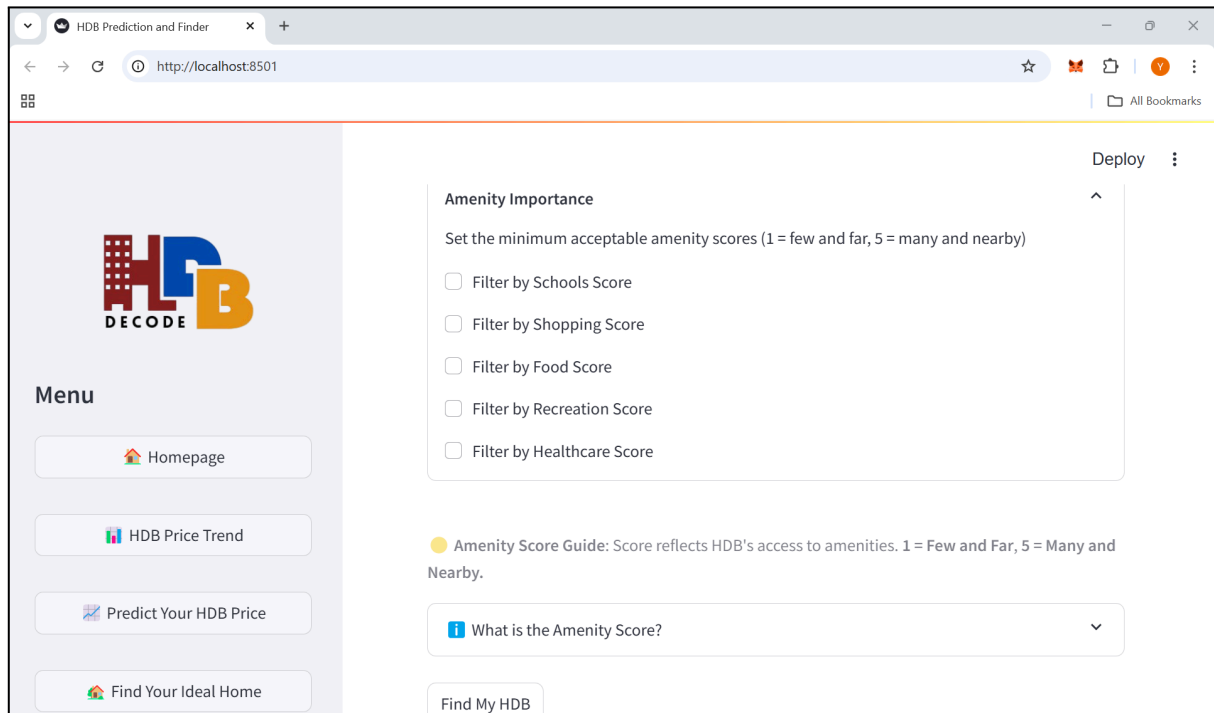 HDB Prediction and Finder
http://localhost:8501
Y
All Bookmarks
Deploy
HDB
DECODE
Menu
Homepage
HDB Price Trend
Predict Your HDB Price
Find Your Ideal Home
Amenity Importance
Set the minimum acceptable amenity scores (1 = few and far, 5 = many and nearby)
Filter by Schools Score
Filter by Shopping Score
Filter by Food Score
Filter by Recreation Score
Filter by Healthcare Score
Amenity Score Guide: Score reflects HDB's access to amenities. 1 = Few and Far, 5 = Many and
Nearby.
i What is the Amenity Score?
Find My HDB